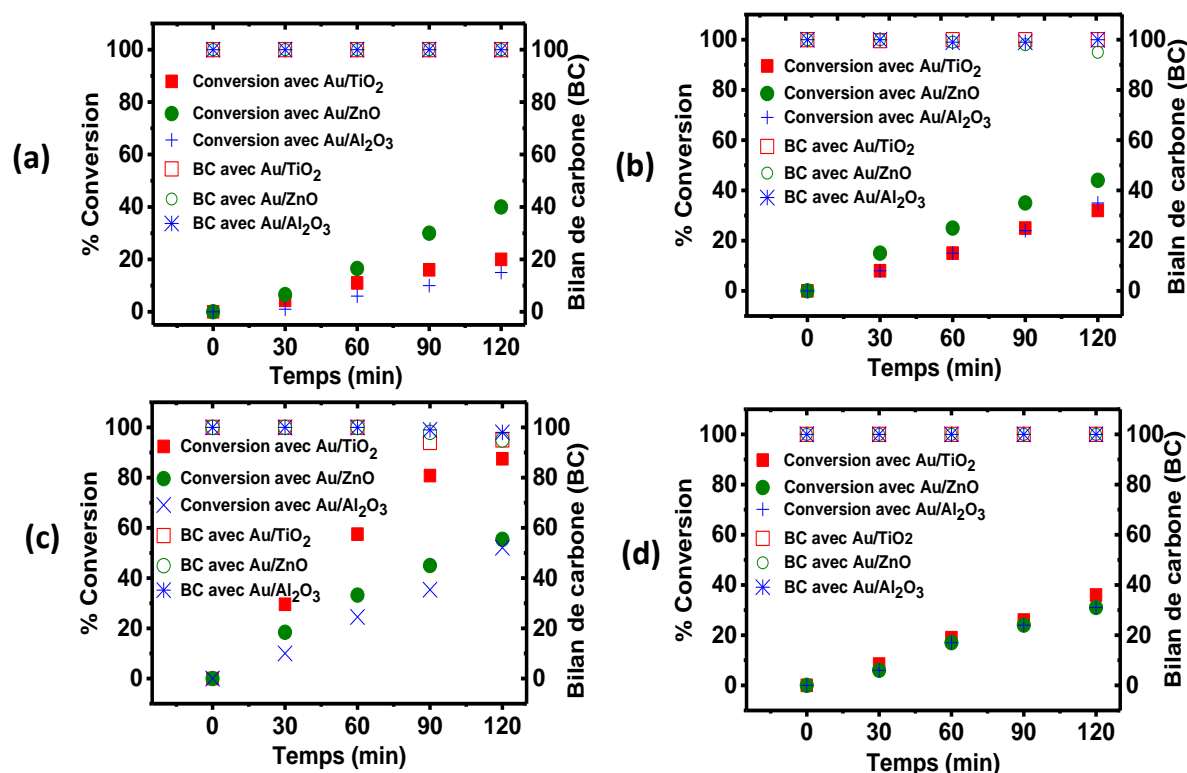 (a)
% Conversion
100
80
60
40
20
0
Conversion avec Au/TiO2
Conversion avec Au/ZnO
Conversion avec Au/Al2O3
BC avec Au/TiO2
BC avec Au/ZnO
BC avec Au/Al2O3
100
80
60
40
20
0
Bilan de carbone (BC)
0 30 60 90 120
Temps (min)
(b)
% Conversion
100
80
60
40
20
0
Conversion avec Au/TiO2
Conversion avec Au/ZnO
Conversion avec Au/Al2O3
BC avec Au/TiO2
BC avec Au/ZnO
BC avec Au/Al2O3
100
80
60
40
20
0
Bialn de carbone (BC)
0 30 60 90 120
Temps (min)
(c)
% Conversion
100
80
60
40
20
0
Conversion avec Au/TiO2
Conversion avec Au/ZnO
Conversion avec Au/Al2O3
BC avec Au/TiO2
BC avec Au/ZnO
BC avec Au/Al2O3
100
80
60
40
20
0
Bilan de carbone (BC)
0 30 60 90 120
Temps (min)
(d)
% Conversion
100
80
60
40
20
0
Conversion avec Au/TiO2
Conversion avec Au/ZnO
Conversion avec Au/Al2O3
BC avec Au/TiO2
BC avec Au/ZnO
BC avec Au/Al2O3
100
80
60
40
20
0
Bilan de carbone (BC)
0 30 60 90 120
Temps (min)